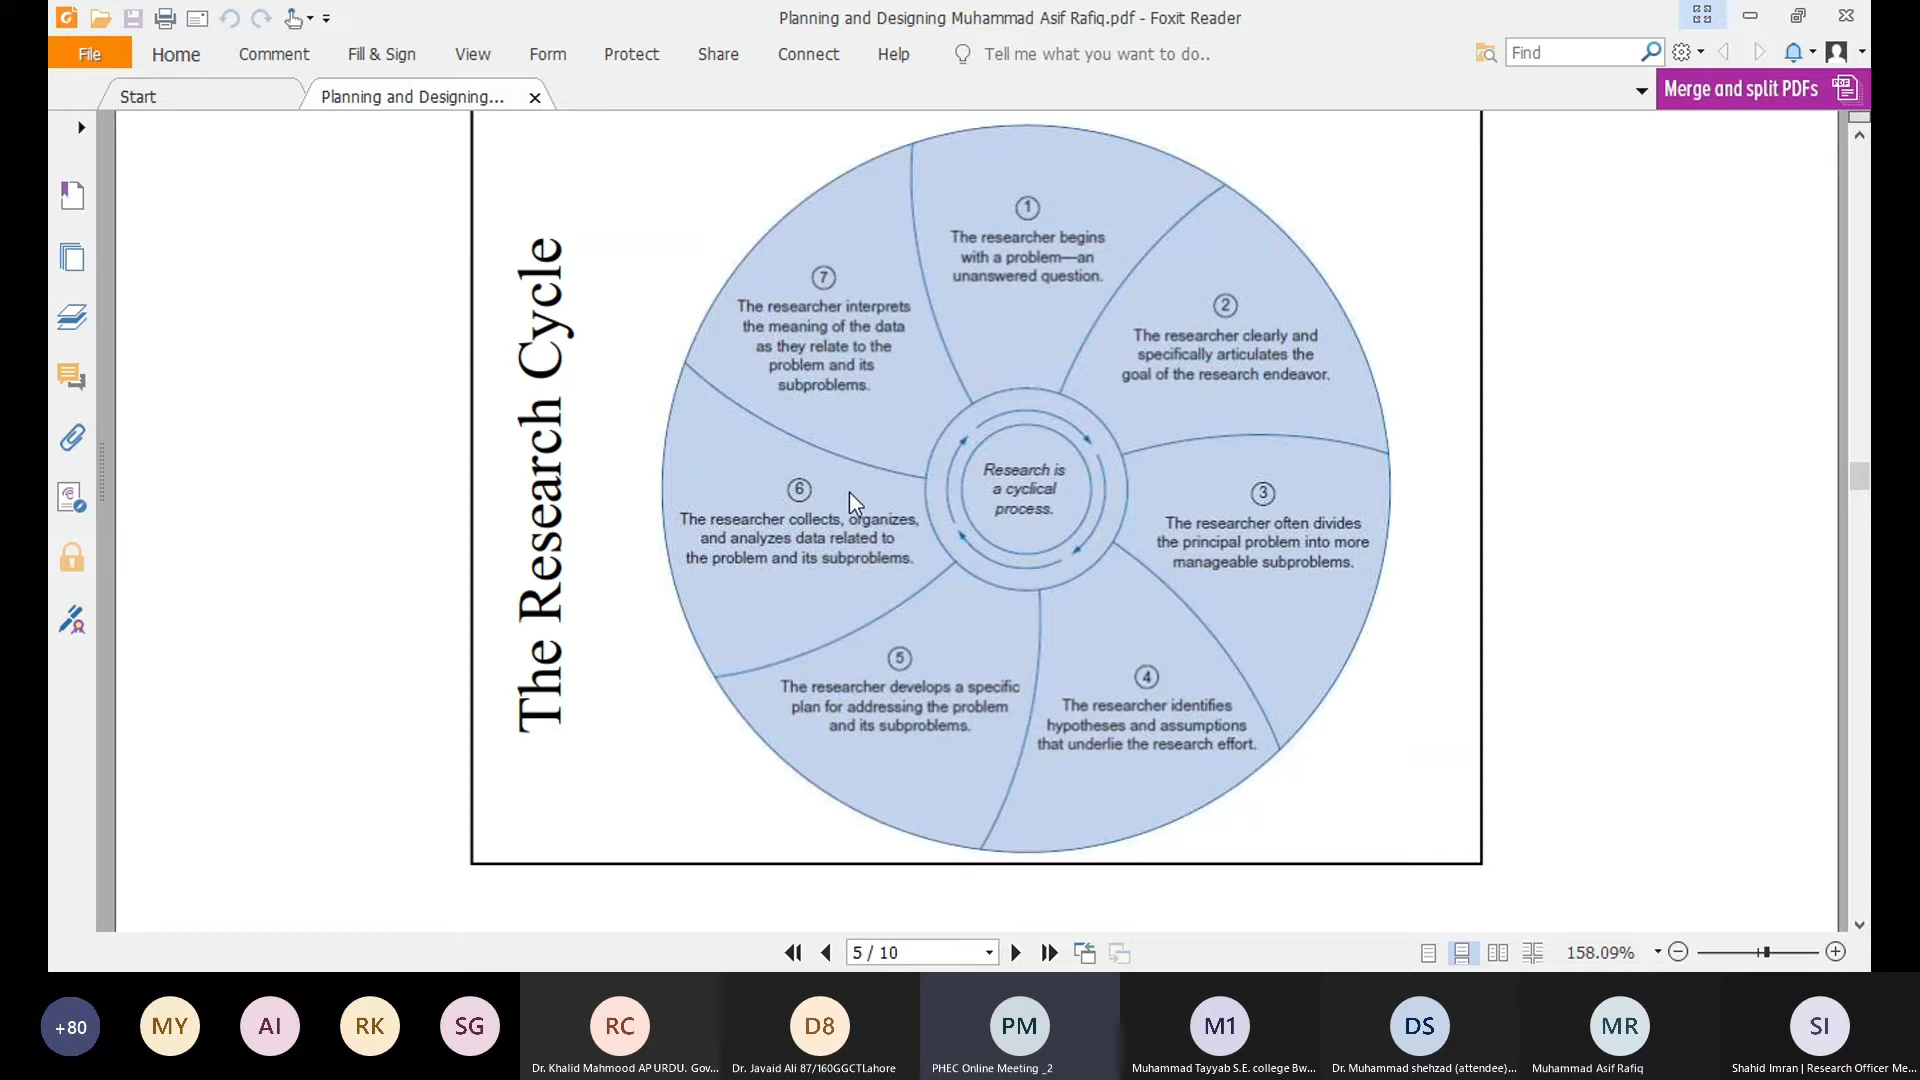 Planning and Designing Muhammad Asif Rafiq.pdf - Foxit Reader
File
Home
Comment
Fill & Sign
View
Form
Protect
Share
Connect
Help
Tell me what you want to do..
Find
Start
Planning and Designing...
Merge and split PDFs
The Research Cycle
1
The researcher begins
with a problem—an
unanswered question.
2
The researcher clearly and
specifically articulates the
goal of the research endeavor.
3
The researcher often divides
the principal problem into more
manageable subproblems.
4
The researcher identifies
hypotheses and assumptions
that underlie the research effort.
5
The researcher develops a specific
plan for addressing the problem
and its subproblems.
6
The researcher collects, organizes,
and analyzes data related to
the problem and its subproblems.
7
The researcher interprets
the meaning of the data
as they relate to the
problem and its
subproblems.
Research is
a cyclical
process.
5 / 10
158.09%
+80
MY
AI
RK
SG
RC
D8
PM
M1
DS
MR
SI
Dr. Khalid Mahmood AP URDU. Gov...
Dr. Javaid Ali 87/160GGCTLahore
PHEC Online Meeting _2
Muhammad Tayyab S.E. college Bw...
Dr. Muhammad shehzad (attendee)...
Muhammad Asif Rafiq
Shahid Imran | Research Officer Me...